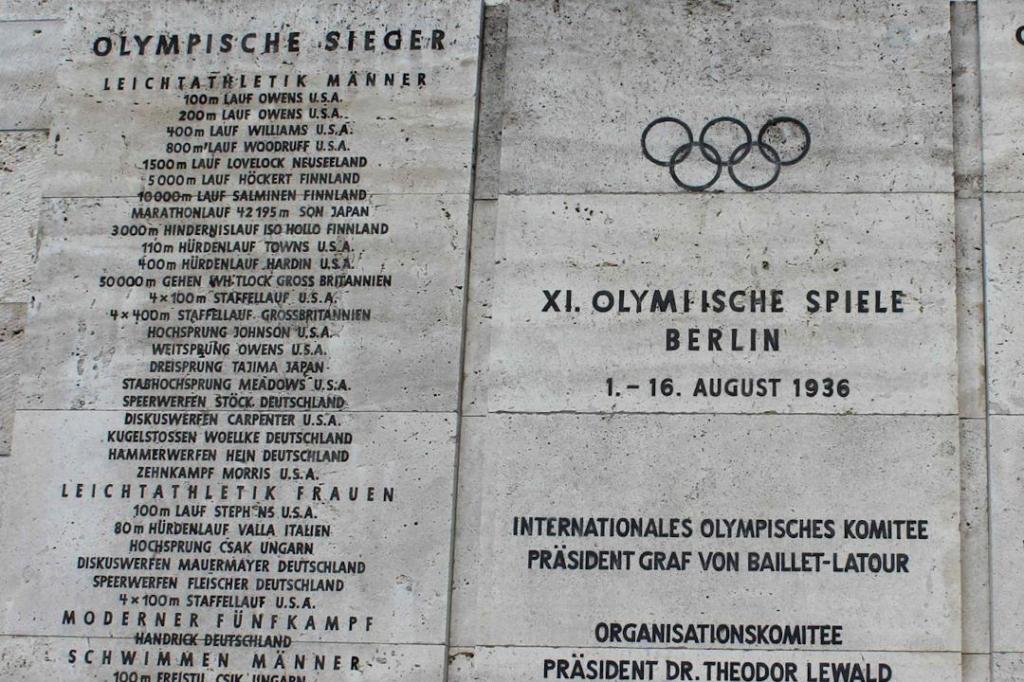 OLYMPISCHE SIEGER
LEICHTATHLETIK MÄNNER
100m LAUF OWENS U.S.A.
200m LAUF OWENS U.S.A.
400m LAUF WILLIAMS U.S.A.
800m LAUF WOODRUFF U.S.A.
1500m LAUF LOVELOCK NEUSEELAND
5000m LAUF HÖCKERT FINNLAND
10000m LAUF SALMINEN FINNLAND
MARATHONLAUF 42195m SON JAPAN
3000m HINDERNISLAUF ISO HOLLO FINNLAND
110m HÜRDENLAUF TOWNS U.S.A.
400m HÜRDENLAUF HARDIN U.S.A.
50000m GEHEN WHITLOCK GROSS BRITANNIEN
4×100m STAFFELLAUF U.S.A.
4×400m STAFFELLAUF GROSSBRITANNIEN
HOCHSPRUNG JOHNSON U.S.A.
WEITSPRUNG OWENS U.S.A.
DREISPRUNG TAJIMA JAPAN
STABHOCHSPRUNG MEADOWS U.S.A.
SPEERWERFEN STÖCK DEUTSCHLAND
DISKUSWERFEN CARPENTER U.S.A.
KUGELSTOSSEN WOELLKE DEUTSCHLAND
HAMMERWERFEN HEIN DEUTSCHLAND
ZEHNKAMPF MORRIS U.S.A.
LEICHTATHLETIK FRAUEN
100m LAUF STEPHENS U.S.A.
80m HÜRDENLAUF VALLA ITALIEN
HOCHSPRUNG CSAK UNGARN
DISKUSWERFEN MAUERMAYER DEUTSCHLAND
SPEERWERFEN FLEISCHER DEUTSCHLAND
4×100m STAFFELLAUF U.S.A.
MODERNER FÜNFKAMPF
HANDRICK DEUTSCHLAND
SCHWIMMEN MÄNNER
100m FREISTIL CSIK UNGARN
XI. OLYMPISCHE SPIELE
BERLIN
1. – 16. AUGUST 1936
INTERNATIONALES OLYMPISCHES KOMITEE
PRÄSIDENT GRAF VON BAILLET-LATOUR
ORGANISATIONSKOMITEE
PRÄSIDENT DR. THEODOR LEWALD